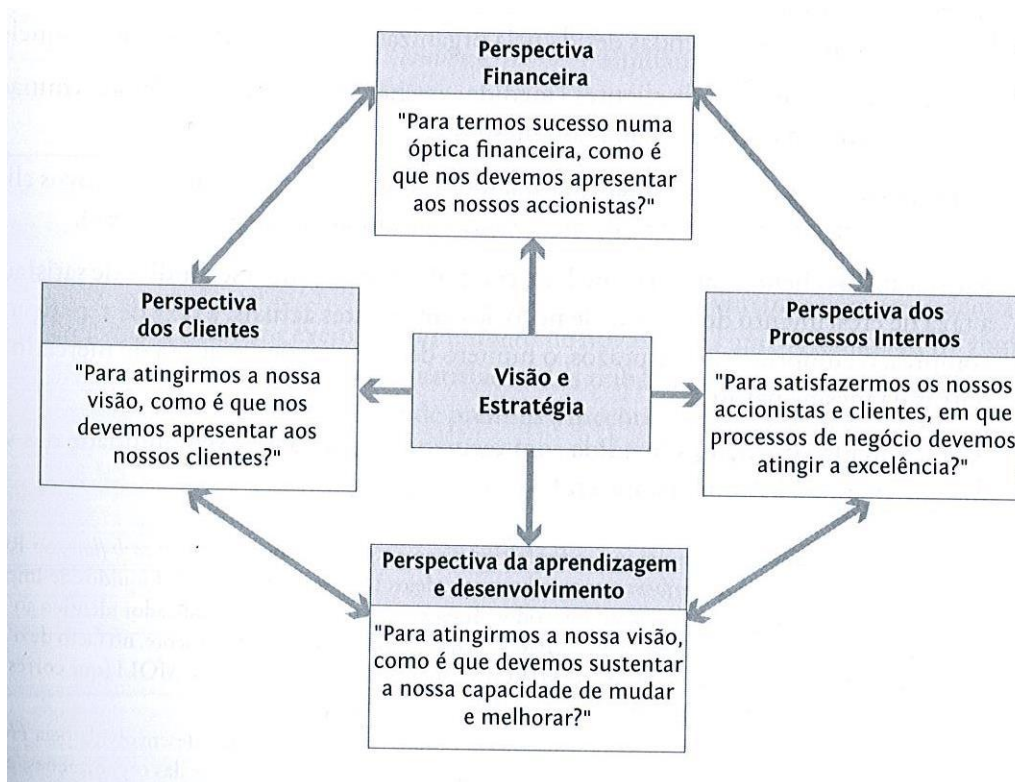 Perspectiva
Financeira
"Para termos sucesso numa
óptica financeira, como é
que nos devemos apresentar
aos nossos accionistas?"
Perspectiva
dos Clientes
"Para atingirmos a nossa
visão, como é que nos
devemos apresentar aos
nossos clientes?"
Visão e
Estratégia
Perspectiva dos
Processos Internos
"Para satisfazermos os nossos
accionistas e clientes, em que
processos de negócio devemos
atingir a excelência?"
Perspectiva da aprendizagem
e desenvolvimento
"Para atingirmos a nossa visão,
como é que devemos sustentar
a nossa capacidade de mudar
e melhorar?"